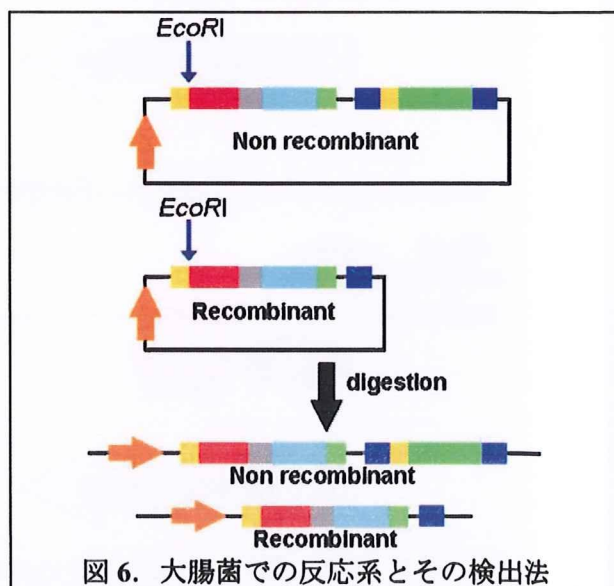 EcoRI
Non recombinant
EcoRI
Recombinant
digestion
Non recombinant
Recombinant
図 6. 大腸菌での反応系とその検出法